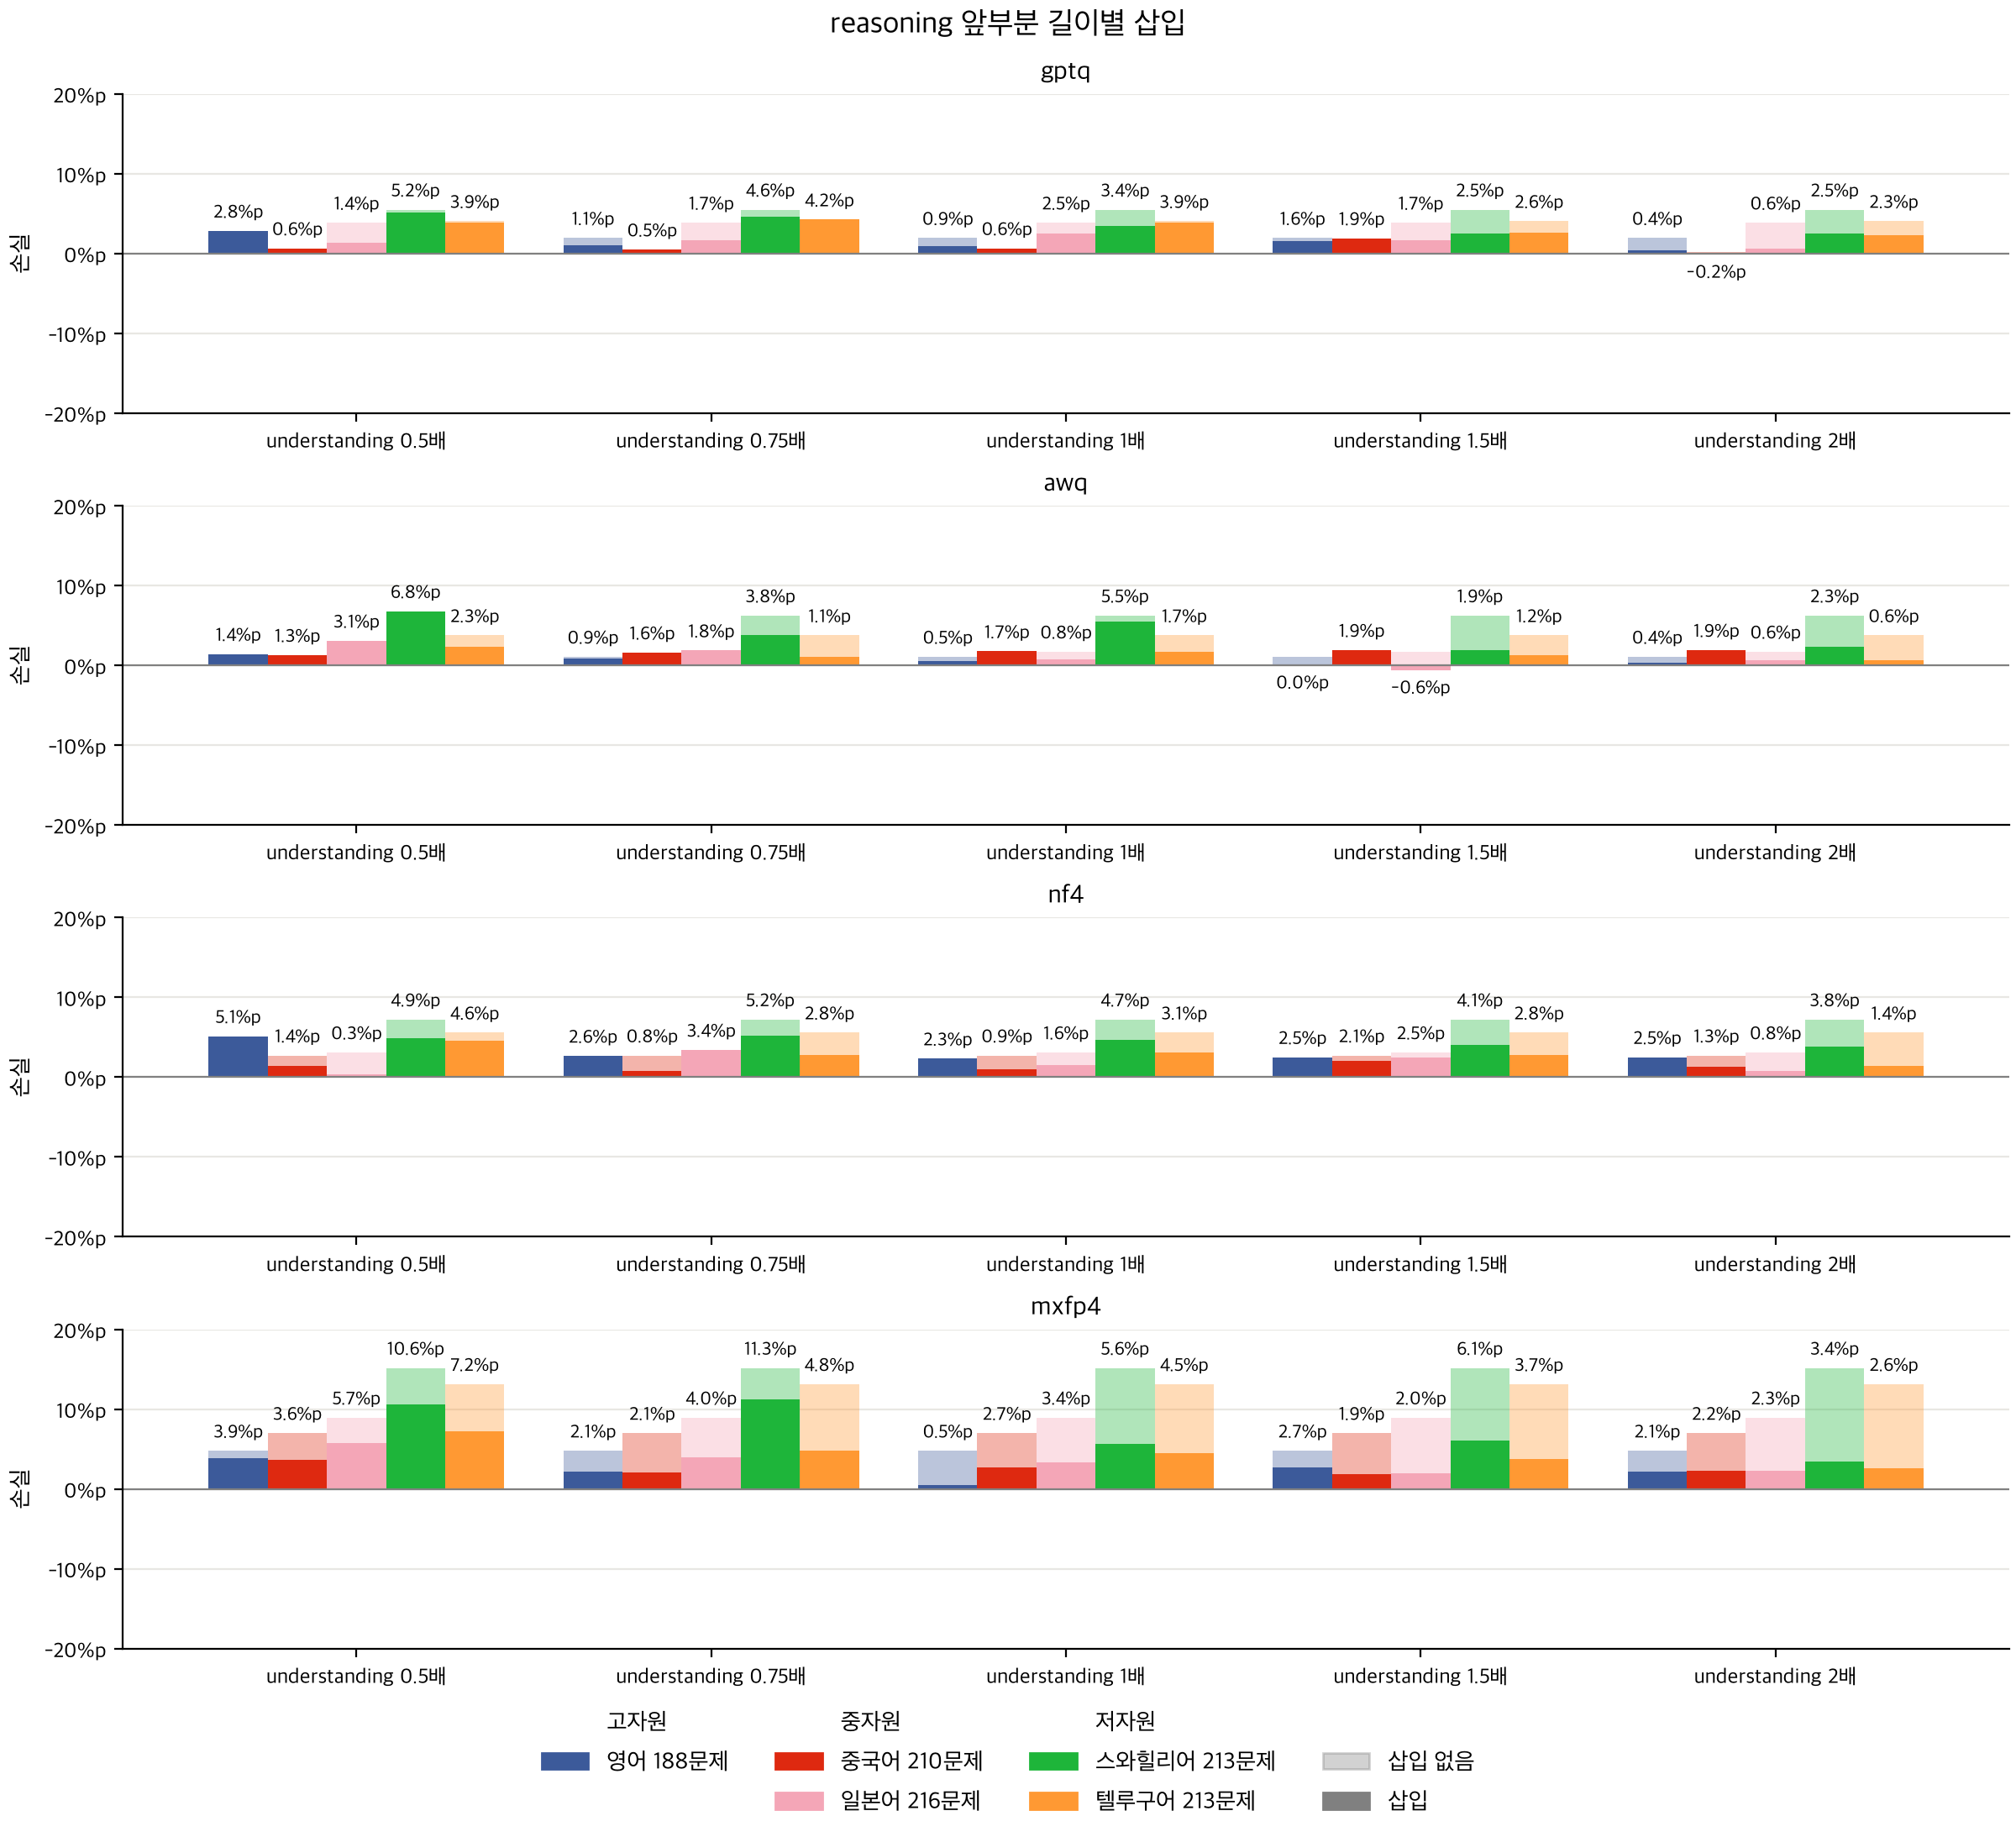 reasoning 앞부분 길이별 삽입
gptq
손실
20%p
10%p
0%p
-10%p
-20%p
2.8%p 0.6%p 1.4%p 5.2%p 3.9%p
1.1%p 0.5%p 1.7%p 4.6%p 4.2%p
0.9%p 0.6%p 2.5%p 3.4%p 3.9%p
1.6%p 1.9%p 1.7%p 2.5%p 2.6%p
0.4%p -0.2%p 0.6%p 2.5%p 2.3%p
understanding 0.5배 understanding 0.75배 understanding 1배 understanding 1.5배 understanding 2배
awq
손실
20%p
10%p
0%p
-10%p
-20%p
1.4%p 1.3%p 3.1%p 6.8%p 2.3%p
0.9%p 1.6%p 1.8%p 3.8%p 1.1%p
0.5%p 1.7%p 0.8%p 5.5%p 1.7%p
0.0%p 1.9%p -0.6%p 1.9%p 1.2%p
0.4%p 1.9%p 0.6%p 2.3%p 0.6%p
understanding 0.5배 understanding 0.75배 understanding 1배 understanding 1.5배 understanding 2배
nf4
손실
20%p
10%p
0%p
-10%p
-20%p
5.1%p 1.4%p 0.3%p 4.9%p 4.6%p
2.6%p 0.8%p 3.4%p 5.2%p 2.8%p
2.3%p 0.9%p 1.6%p 4.7%p 3.1%p
2.5%p 2.1%p 2.5%p 4.1%p 2.8%p
2.5%p 1.3%p 0.8%p 3.8%p 1.4%p
understanding 0.5배 understanding 0.75배 understanding 1배 understanding 1.5배 understanding 2배
mxfp4
손실
20%p
10%p
0%p
-10%p
-20%p
3.9%p 3.6%p 5.7%p 10.6%p 7.2%p
2.1%p 2.1%p 4.0%p 11.3%p 4.8%p
0.5%p 2.7%p 3.4%p 5.6%p 4.5%p
2.7%p 1.9%p 2.0%p 6.1%p 3.7%p
2.1%p 2.2%p 2.3%p 3.4%p 2.6%p
understanding 0.5배 understanding 0.75배 understanding 1배 understanding 1.5배 understanding 2배
고자원 중자원 저자원
영어 188문제 중국어 210문제 스와힐리어 213문제 삽입 없음
일본어 216문제 텔루구어 213문제 삽입